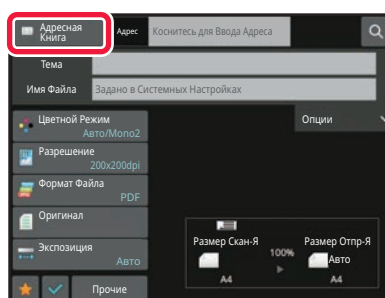 Адресная
Книга
Адрес
Коснитесь для Ввода Адреса
Тема
Имя Файла
Задано в Системных Настройках
Цветной Режим
Авто/Mono2
Опции
Разрешение
200x200dpi
Формат Файла
PDF
Оригинал
Экспозиция
Авто
Размер Скан-Я
100%
Размер Отпр-Я
Авто
A4
A4
Прочие